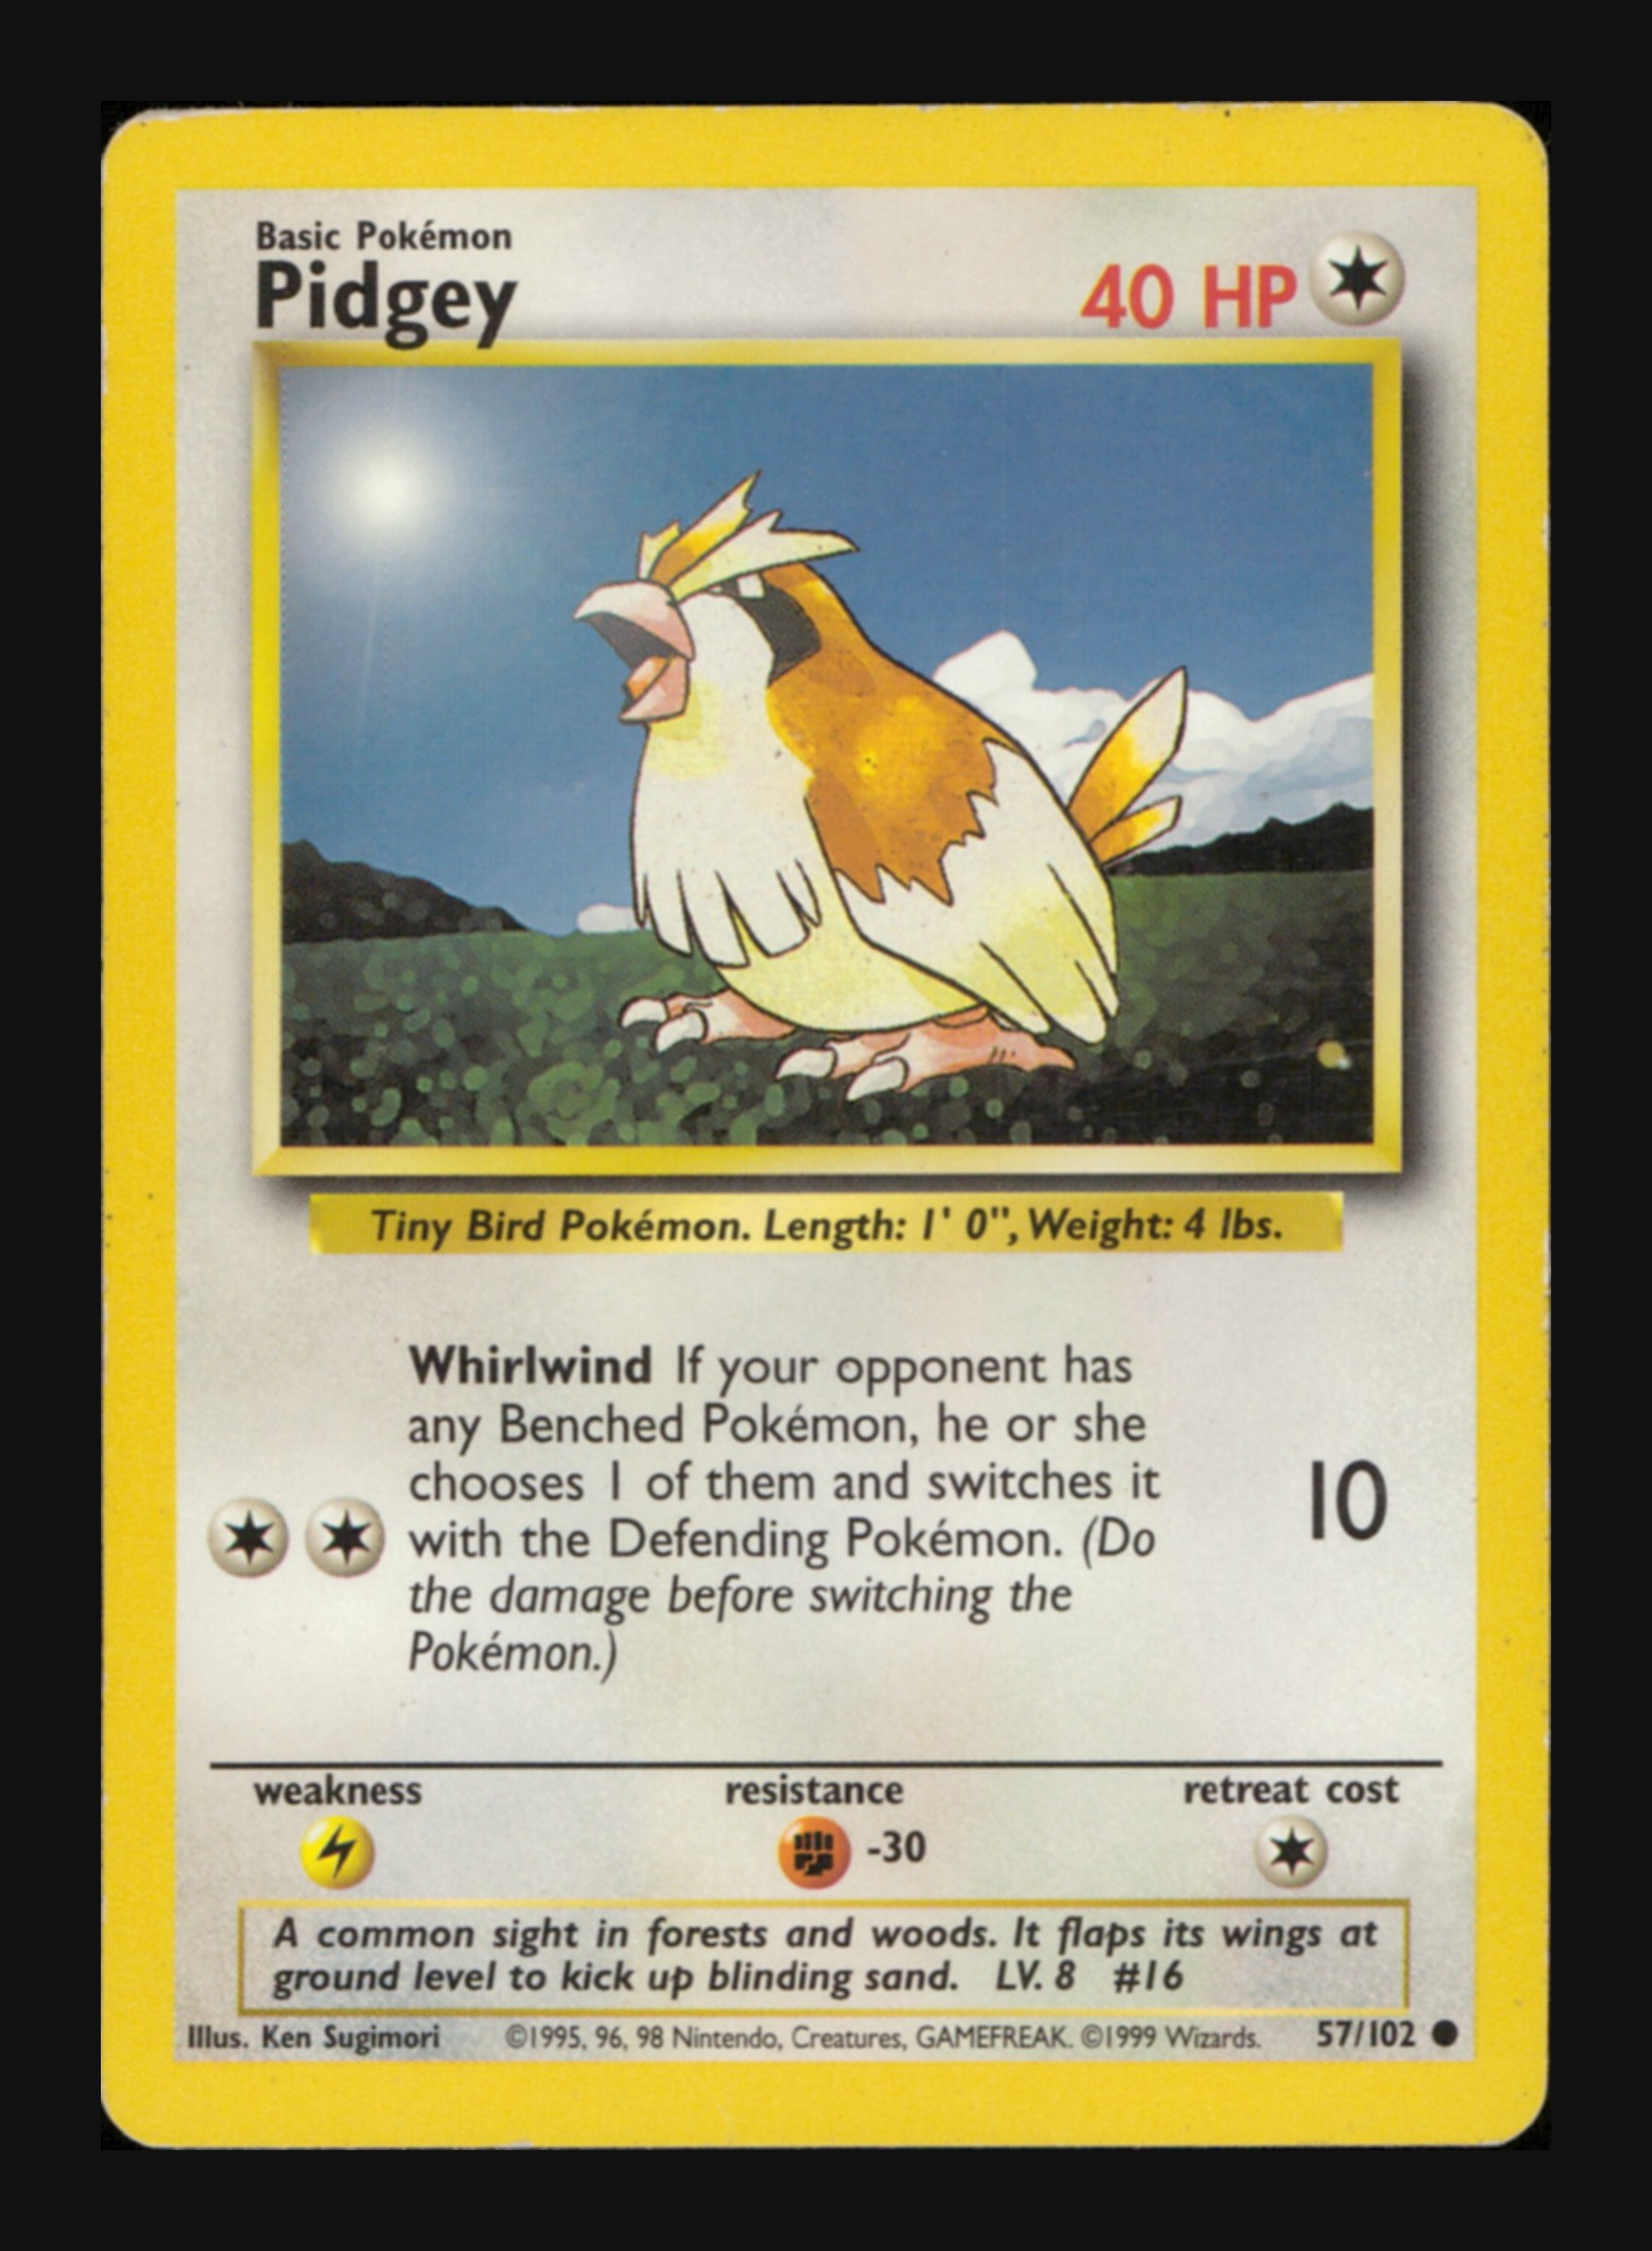 Basic Pokémon
Pidgey
40 HP
Tiny Bird Pokémon. Length: 1' 0", Weight: 4 lbs.
Whirlwind If your opponent has
any Benched Pokémon, he or she
chooses 1 of them and switches it
with the Defending Pokémon. (Do
the damage before switching the
Pokémon.)
10
weakness resistance retreat cost
-30
A common sight in forests and woods. It flaps its wings at
ground level to kick up blinding sand. LV. 8 #16
Illus. Ken Sugimori ©1995, 96, 98 Nintendo, Creatures, GAMEFREAK. ©1999 Wizards. 57/102